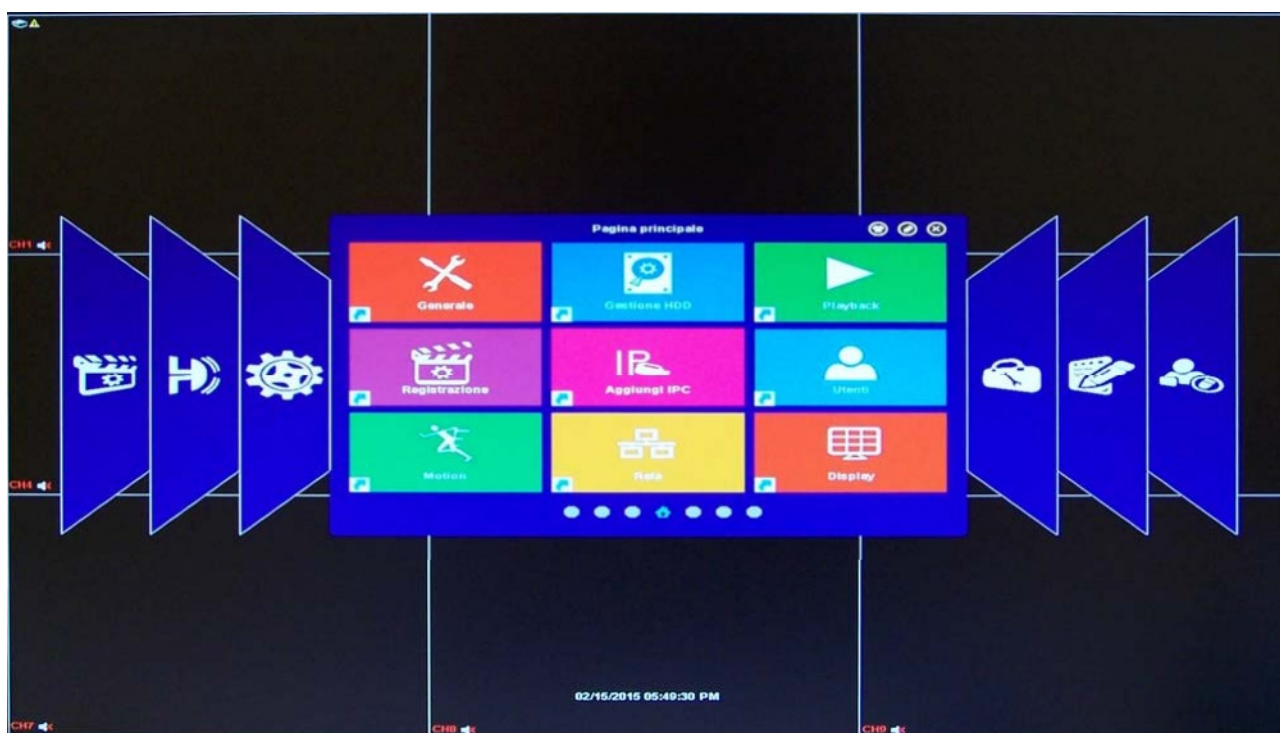 Pagina principale
CH1
Generale
Gestione HDD
Playback
Registrazione
IP
Aggiungi IPC
Utenti
CH4
Motion
Rete
Display
02/15/2015 05:49:30 PM
CH7
CH8
CH9